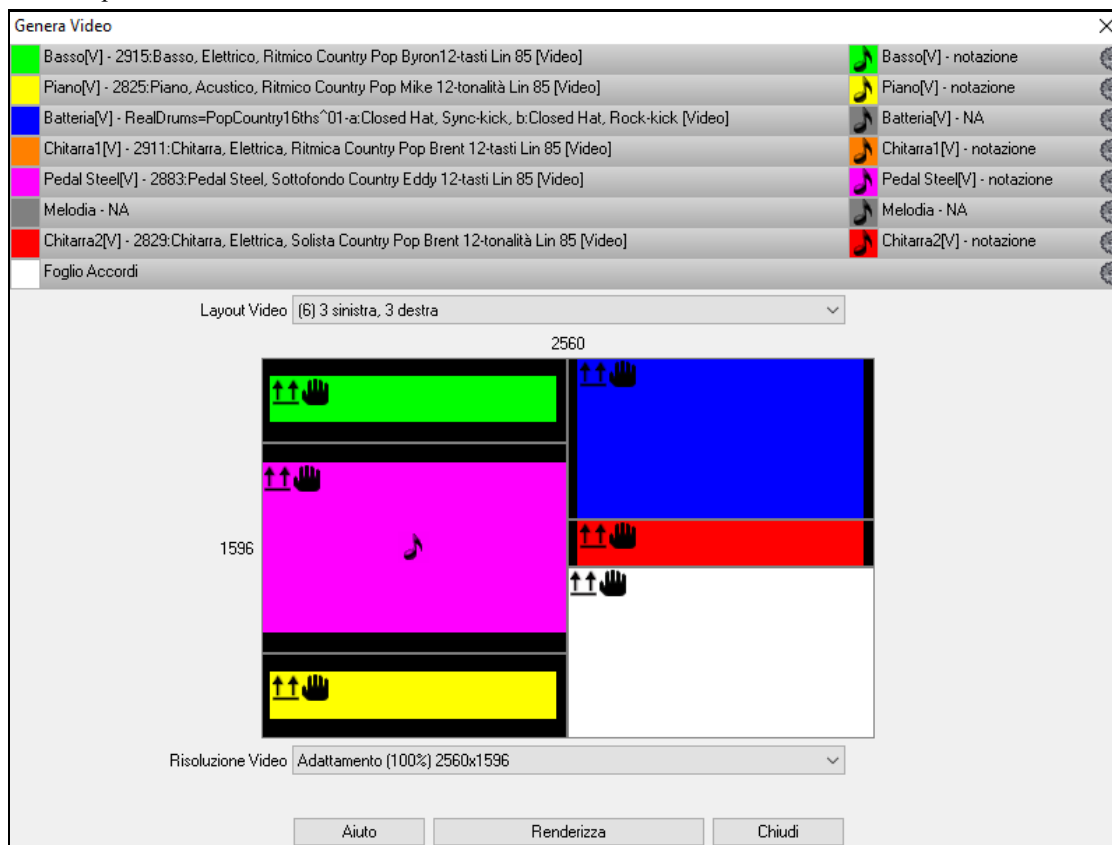 Genera Video
Basso[V] - 2915:Basso, Elettrico, Ritmico Country Pop Byron12-tasti Lin 85 [Video] Basso[V] - notazione
Piano[V] - 2825:Piano, Acustico, Ritmico Country Pop Mike 12-tonalità Lin 85 [Video] Piano[V] - notazione
Batteria[V] - RealDrums=PopCountry16ths^01-a:Closed Hat, Sync-kick, b:Closed Hat, Rock-kick [Video] Batteria[V] - NA
Chitarra1[V] - 2911:Chitarra, Elettrica, Ritmica Country Pop Brent 12-tasti Lin 85 [Video] Chitarra1[V] - notazione
Pedal Steel[V] - 2883:Pedal Steel, Sottofondo Country Eddy 12-tasti Lin 85 [Video] Pedal Steel[V] - notazione
Melodia - NA Melodia - NA
Chitarra2[V] - 2829:Chitarra, Elettrica, Solista Country Pop Brent 12-tonalità Lin 85 [Video] Chitarra2[V] - notazione
Foglio Accordi
Layout Video (6) 3 sinistra, 3 destra
2560
1596
Risoluzione Video Adattamento (100%) 2560x1596
Aiuto Renderizza Chiudi